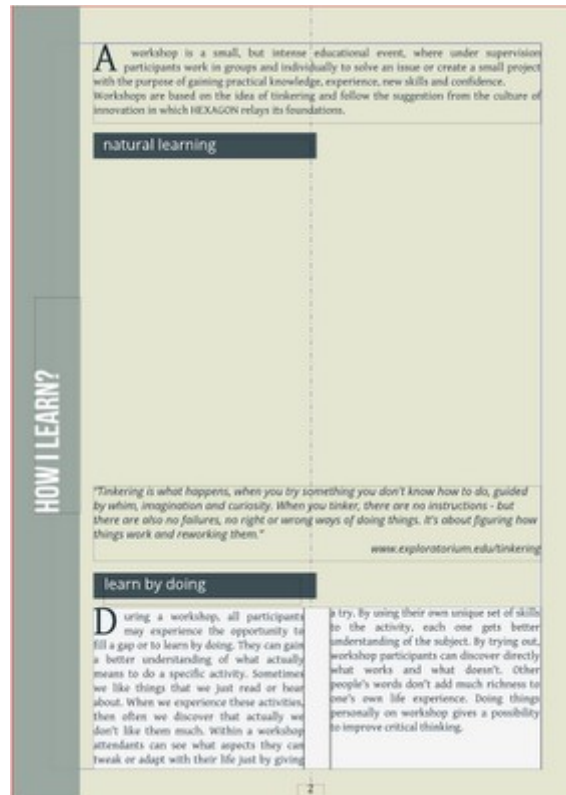 A workshop is a small, but intense educational event, where under supervision
participants work in groups and individually to solve an issue or create a small project
with the purpose of gaining practical knowledge, experience, new skills and confidence.
Workshops are based on the idea of tinkering and follow the suggestion from the culture of
innovation in which HEXAGON relays its foundations.
natural learning
HOW I LEARN?
"Tinkering is what happens, when you try something you don't know how to do, guided
by whim, imagination and curiosity. When you tinker, there are no instructions - but
there are also no failures, no right or wrong ways of doing things. It's about figuring how
things work and reworking them."
www.exploratorium.edu/tinkering
learn by doing
During a workshop, all participants
may experience the opportunity to
fill a gap or to learn by doing. They can gain
a better understanding of what actually
means to do a specific activity. Sometimes
we like things that we just read or hear
about. When we experience these activities,
then often we discover that actually we
don't like them much. Within a workshop
attendants can see what aspects they can
tweak or adapt with their life just by giving
a try. By using their own unique set of skills
to the activity, each one gets better
understanding of the subject. By trying out,
workshop participants can discover directly
what works and what doesn't. Other
people's words don't add much richness to
one's own life experience. Doing things
personally on workshop gives a possibility
to improve critical thinking.
2